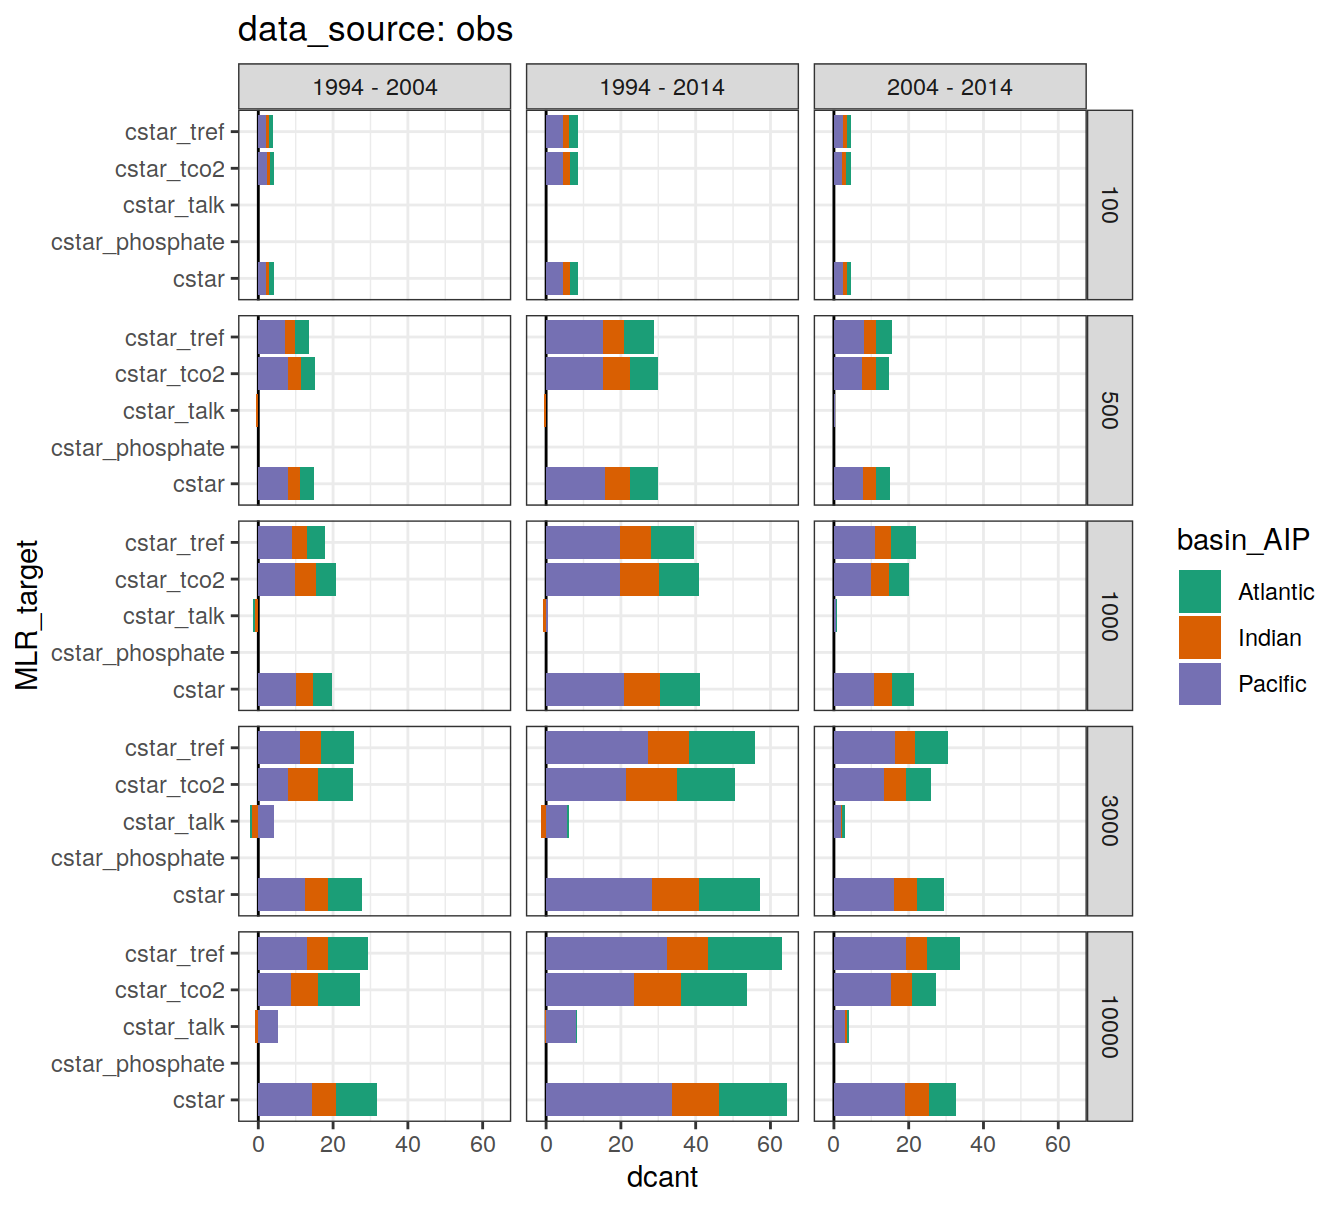 data_source: obs
1994 - 2004
1994 - 2014
2004 - 2014
cstar_tref
cstar_tco2
cstar_talk
cstar_phosphate
cstar
100
cstar_tref
cstar_tco2
cstar_talk
cstar_phosphate
cstar
500
cstar_tref
cstar_tco2
cstar_talk
cstar_phosphate
cstar
1000
cstar_tref
cstar_tco2
cstar_talk
cstar_phosphate
cstar
3000
cstar_tref
cstar_tco2
cstar_talk
cstar_phosphate
cstar
10000
0 20 40 60
0 20 40 60
0 20 40 60
dcant
MLR_target
basin_AIP
Atlantic
Indian
Pacific